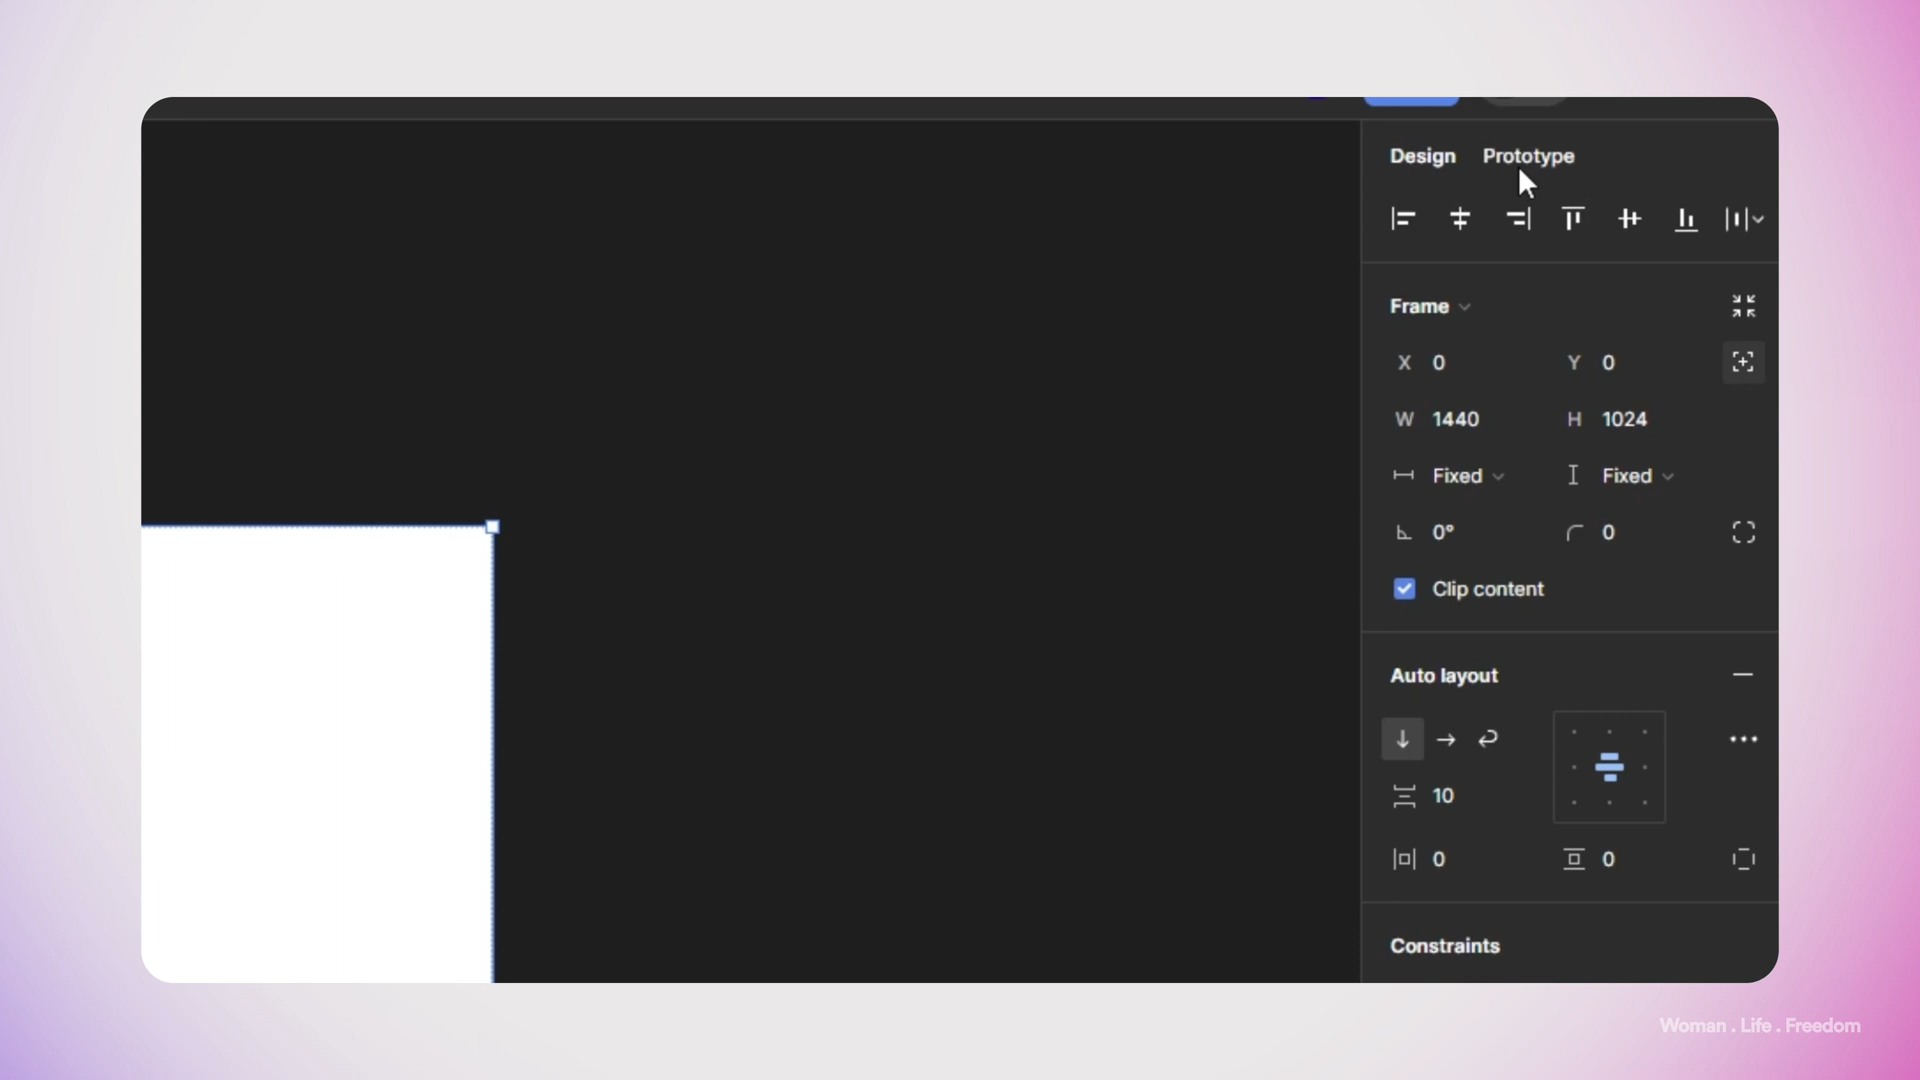 Design Prototype
Frame
X 0 Y 0
W 1440 H 1024
Fixed Fixed
0° 0
Clip content
Auto layout
10
0 0
Constraints
Woman . Life . Freedom